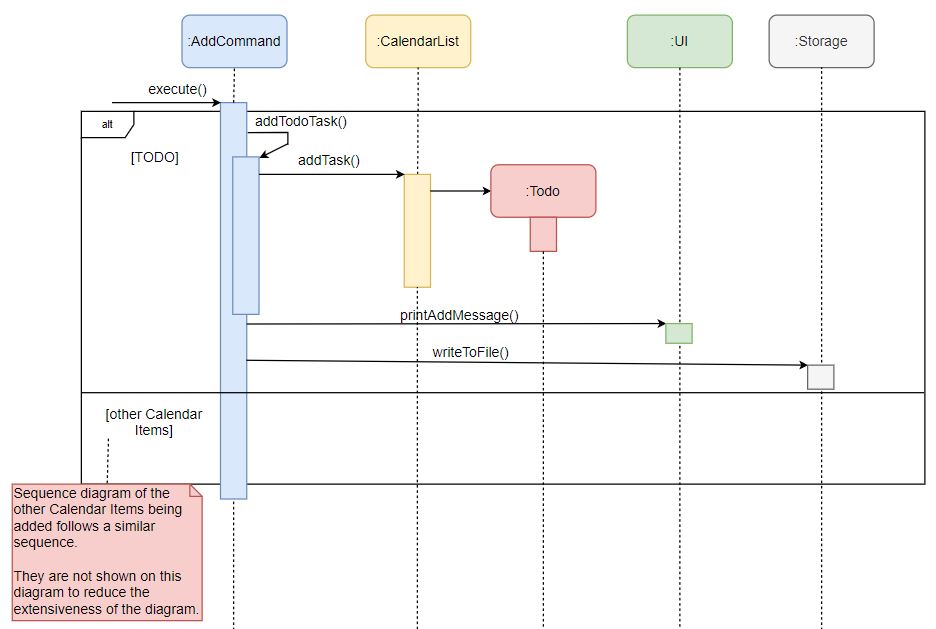 :AddCommand
:CalendarList
:UI
:Storage
execute()
alt
addTodoTask()
[TODO]
addTask()
:Todo
printAddMessage()
writeToFile()
[other Calendar
Items]
Sequence diagram of the
other Calendar Items being
added follows a similar
sequence.
They are not shown on this
diagram to reduce the
extensiveness of the diagram.